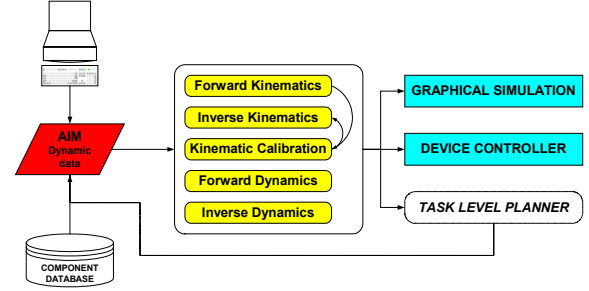 AIM
Dynamic
data
COMPONENT
DATABASE
Forward Kinematics
Inverse Kinematics
Kinematic Calibration
Forward Dynamics
Inverse Dynamics
GRAPHICAL SIMULATION
DEVICE CONTROLLER
TASK LEVEL PLANNER